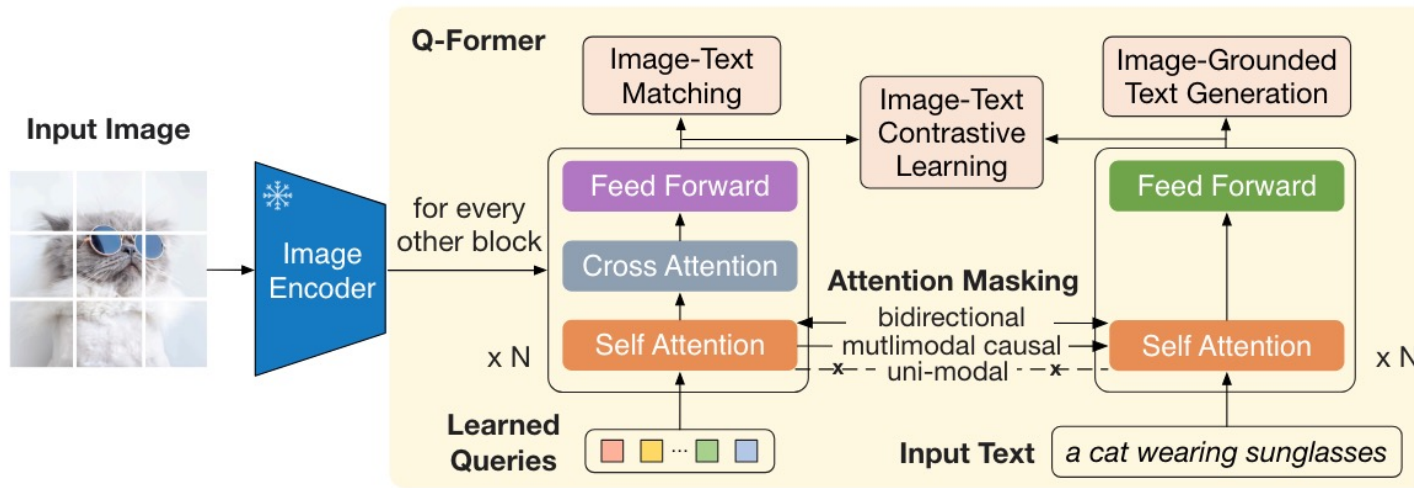 Q-Former
Input Image
Image-Text
Matching
Image-Text
Contrastive
Learning
Image-Grounded
Text Generation
Image
Encoder
for every
other block
Feed Forward
Cross Attention
Self Attention
x N
Attention Masking
bidirectional
mutlimodal causal
x uni-modal x
Feed Forward
Self Attention
x N
Learned
Queries
...
Input Text
a cat wearing sunglasses